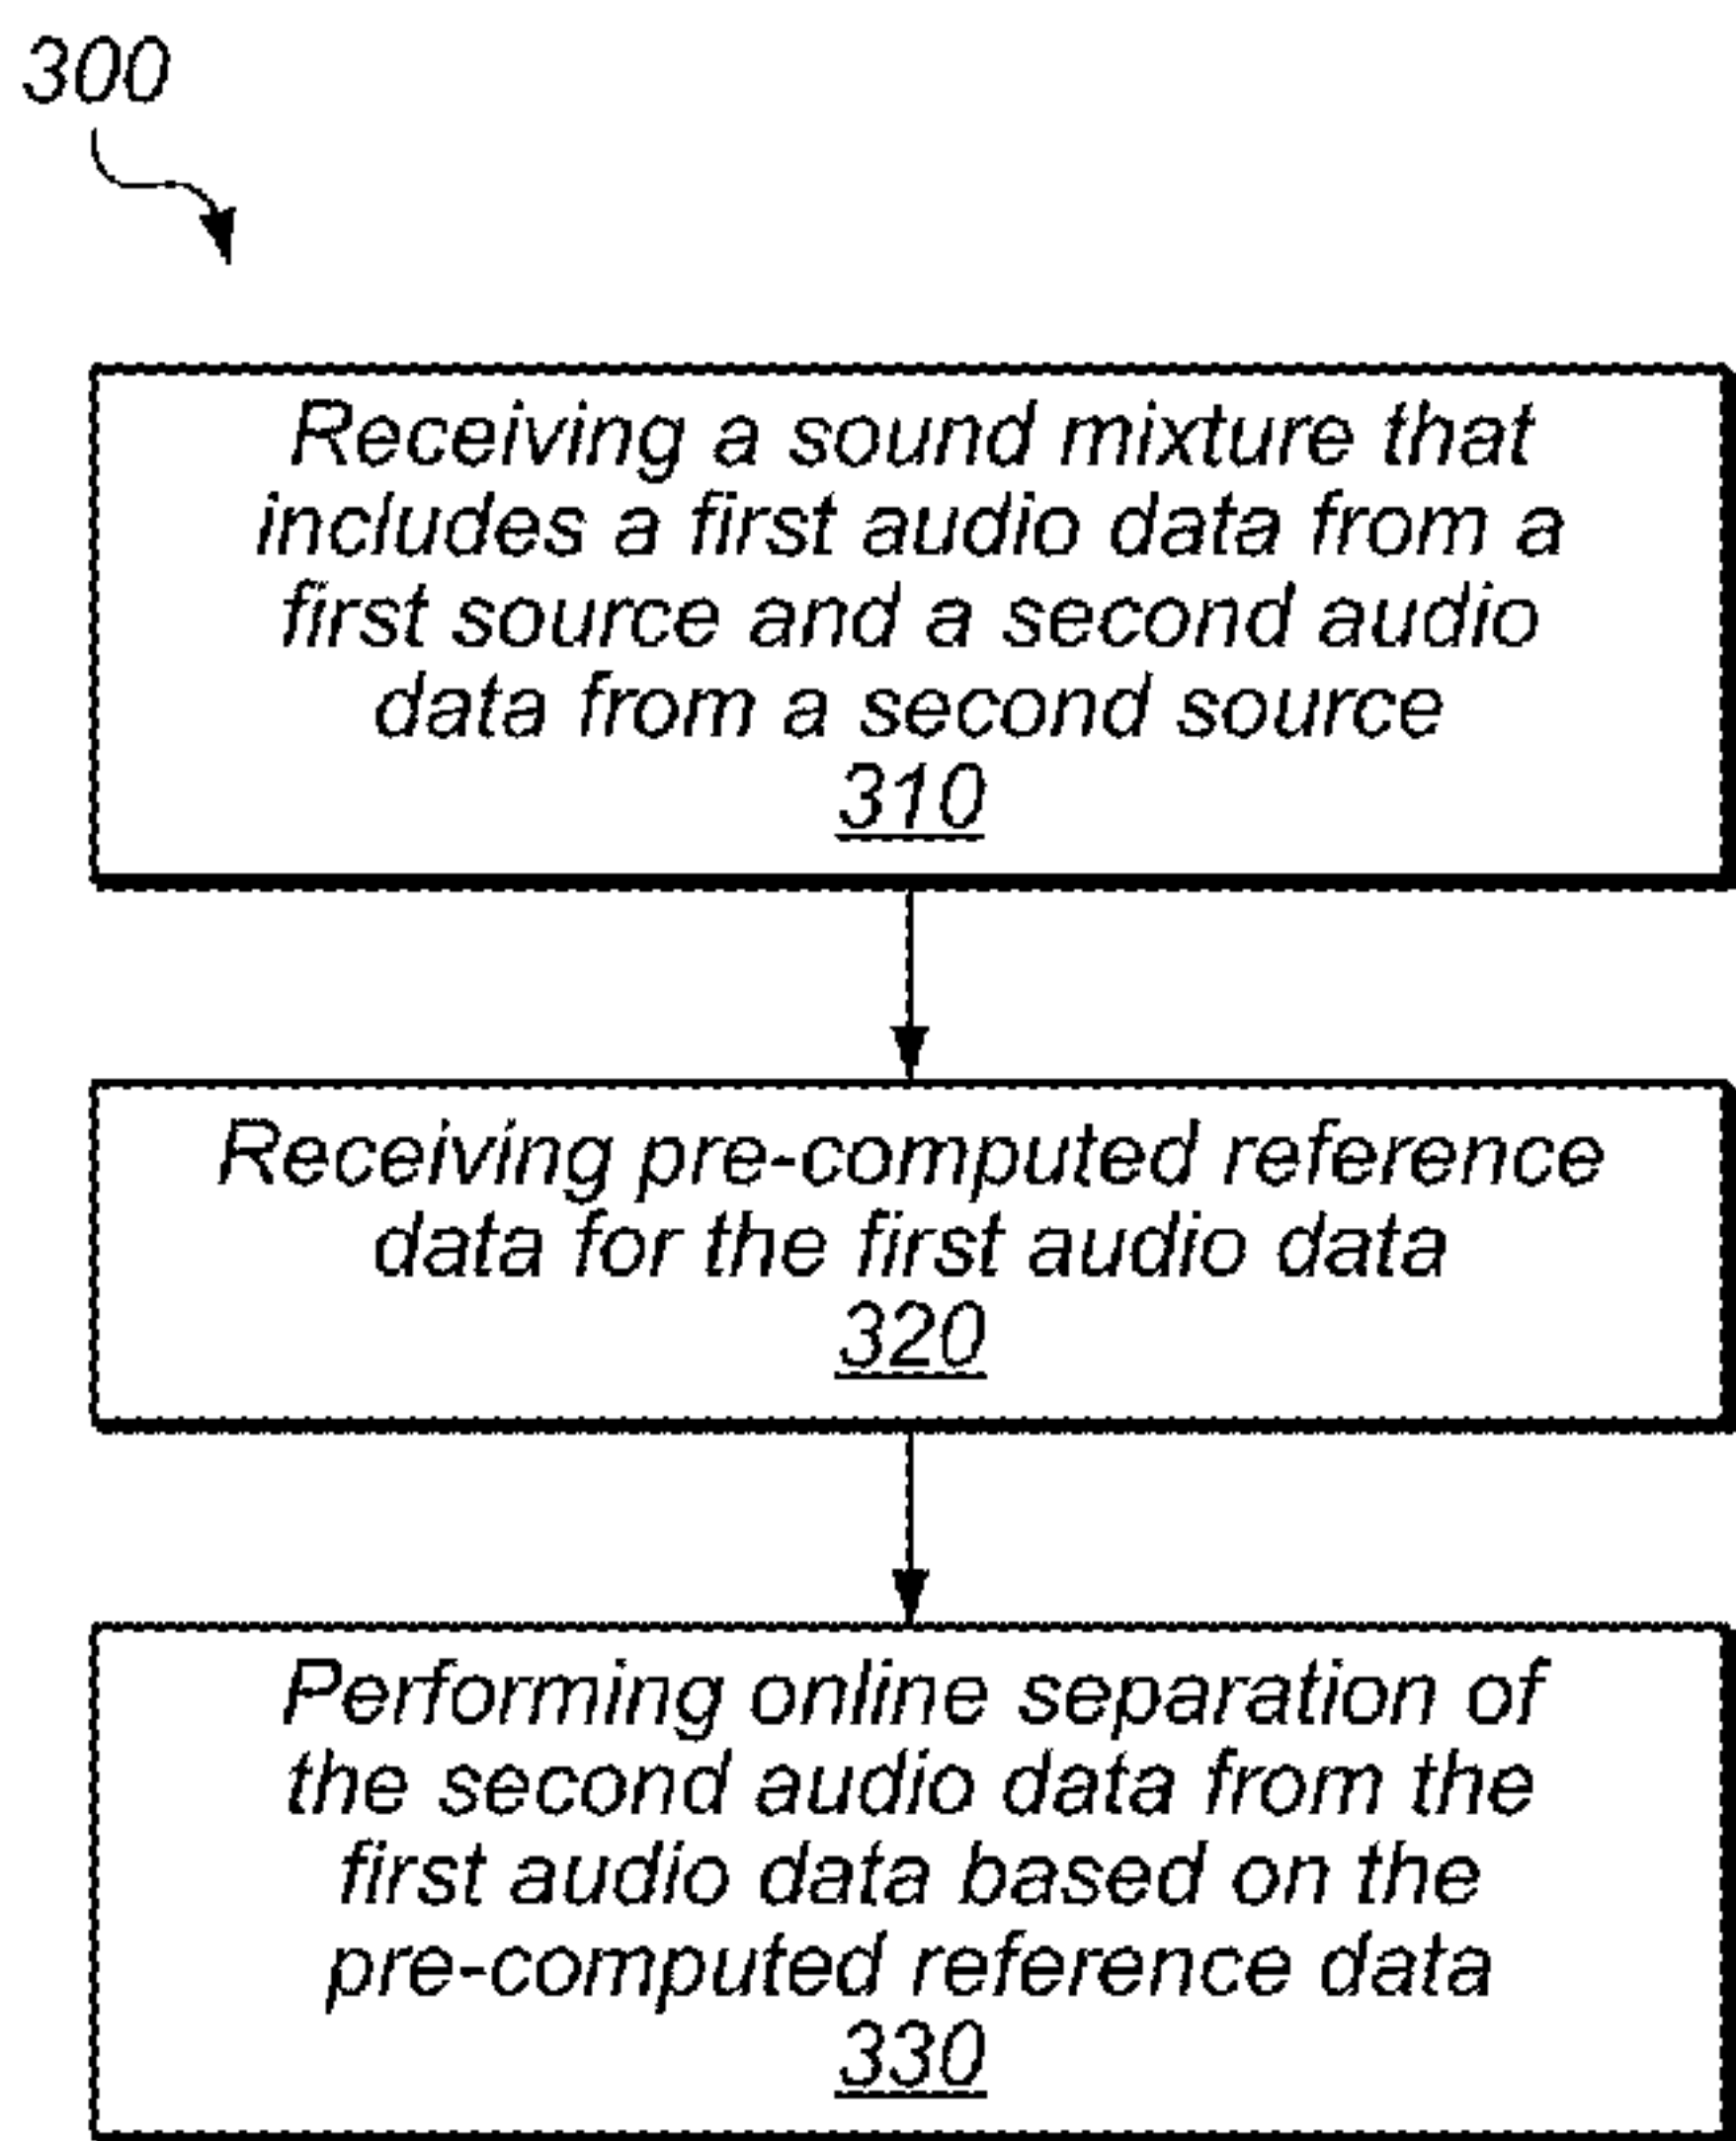 300
Receiving a sound mixture that
includes a first audio data from a
first source and a second audio
data from a second source
310
Receiving pre-computed reference
data for the first audio data
320
Performing online separation of
the second audio data from the
first audio data based on the
pre-computed reference data
330